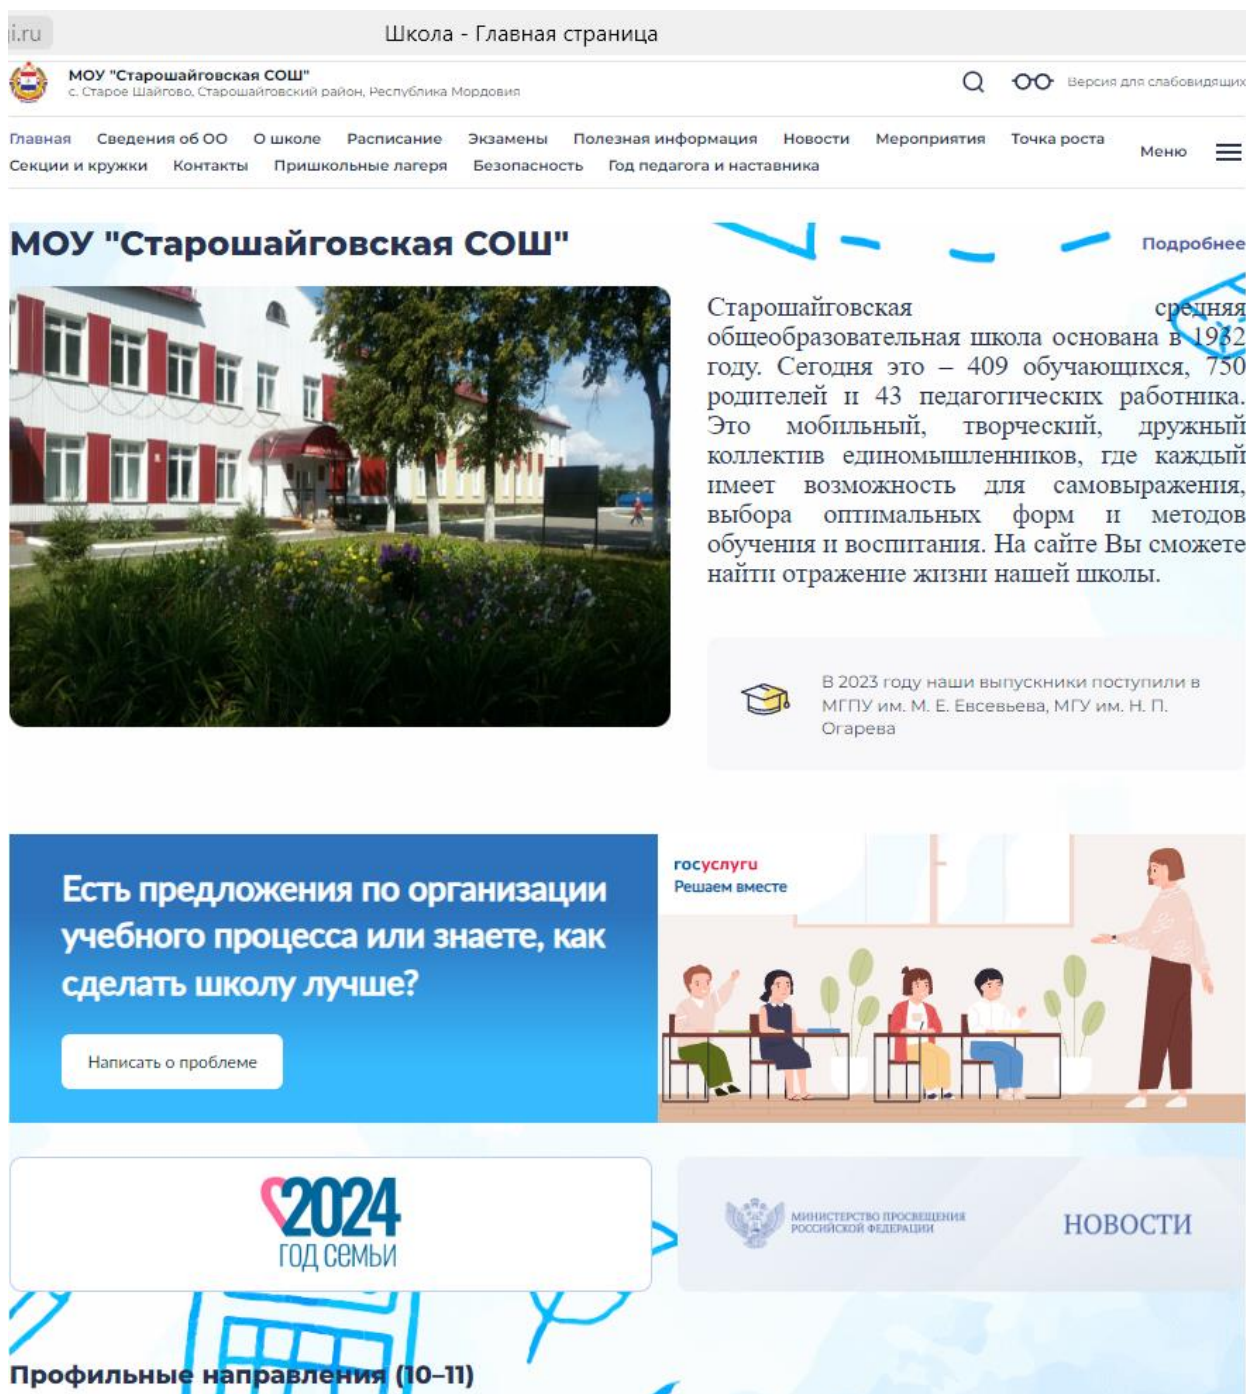 Школа - Главная страница
МОУ "Старошайговская СОШ"
с. Старое Шайгово, Старошайговский район, Республика Мордовия
Версия для слабовидящих
Главная Сведения об ОО О школе Расписание Экзамены Полезная информация Новости Мероприятия Точка роста
Секции и кружки Контакты Пришкольные лагеря Безопасность Год педагога и наставника
Меню
МОУ "Старошайговская СОШ"
Подробнее
Старошайговская средняя
общеобразовательная школа основана в 1932
году. Сегодня это – 409 обучающихся, 750
родителей и 43 педагогических работника.
Это мобильный, творческий, дружный
коллектив единомышленников, где каждый
имеет возможность для самовыражения,
выбора оптимальных форм и методов
обучения и воспитания. На сайте Вы сможете
найти отражение жизни нашей школы.
В 2023 году наши выпускники поступили в
МГПУ им. М. Е. Евсевьева, МГУ им. Н. П.
Огарева
Есть предложения по организации
учебного процесса или знаете, как
сделать школу лучше?
Написать о проблеме
госуслуги
Решаем вместе
2024
ГОД СЕМЬИ
МИНИСТЕРСТВО ПРОСВЕЩЕНИЯ
РОССИЙСКОЙ ФЕДЕРАЦИИ
НОВОСТИ
Профильные направления (10–11)